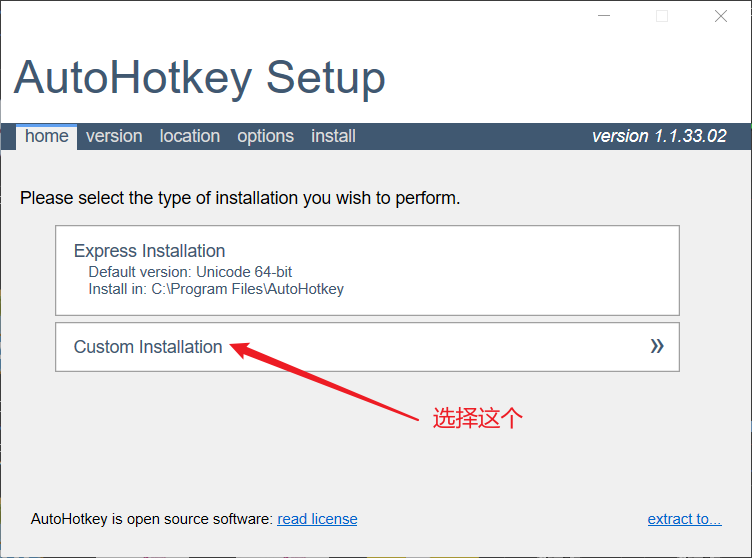 AutoHotkey Setup
home version location options install version 1.1.33.02
Please select the type of installation you wish to perform.
Express Installation
Default version: Unicode 64-bit
Install in: C:\Program Files\AutoHotkey
Custom Installation »
选择这个
AutoHotkey is open source software: read license extract to...